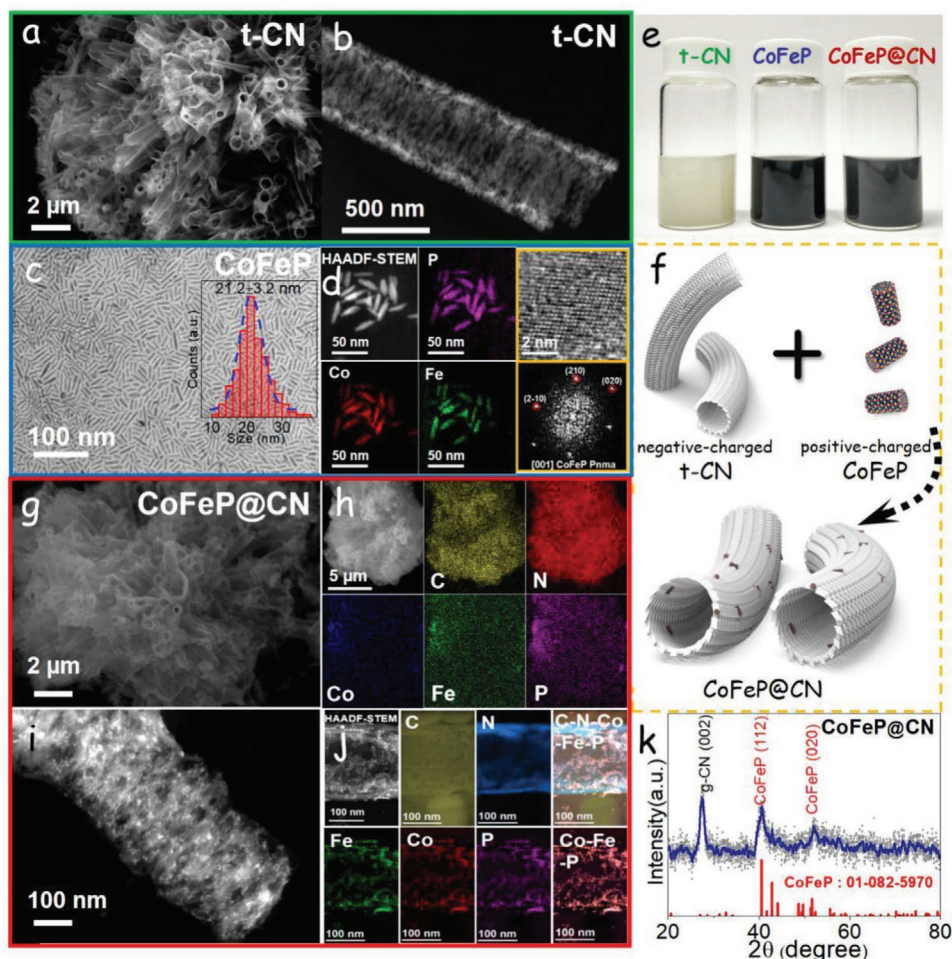 a
t-CN
2 µm
b
t-CN
500 nm
e
t-CN
CoFeP
CoFeP@CN
c
CoFeP
21.2±3.2 nm
Counts (a.u.)
10 20 30
Size (nm)
100 nm
d
HAADF-STEM
50 nm
P
50 nm
2 nm
Co
50 nm
Fe
50 nm
(210)
(020)
(2-10)
[001] CoFeP Pnma
f
negative-charged
t-CN
positive-charged
CoFeP
CoFeP@CN
g
CoFeP@CN
2 µm
h
5 µm
C
N
Co
Fe
P
i
100 nm
j
HAADF-STEM
100 nm
C
100 nm
N
100 nm
C-N-Co
-Fe-P
100 nm
Fe
100 nm
Co
100 nm
P
100 nm
Co-Fe
-P
100 nm
k
CoFeP@CN
Intensity(a.u.)
g-CN (002)
CoFeP (112)
CoFeP (020)
CoFeP : 01-082-5970
20 40 60 80
2θ (degree)